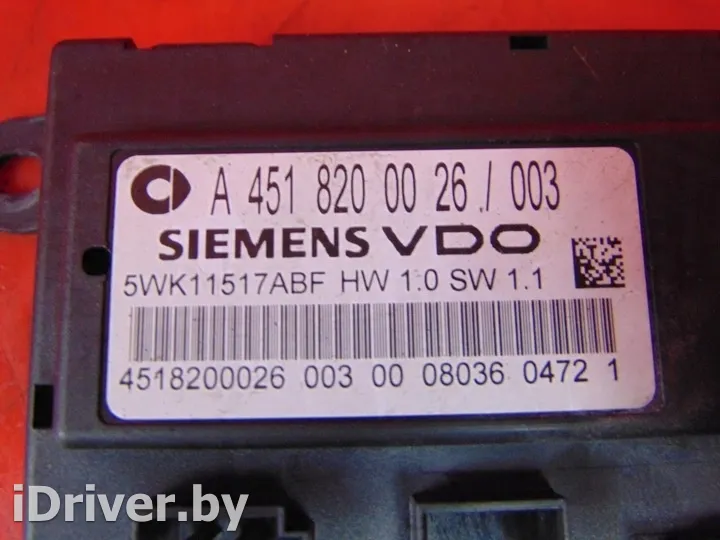 A 451 820 00 26 / 003
SIEMENS VDO
5WK11517ABF HW 1.0 SW 1.1
4518200026 003 00 08036 0472 1
iDriver.by